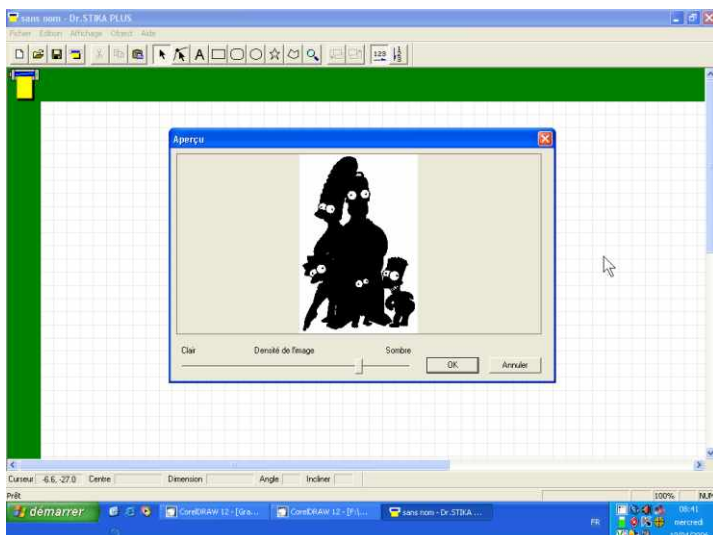 sans nom - Dr.STIKA PLUS
Fichier Edition Affichage Object Aide
A
123
Aperçu
Clair Densité de l'image Sombre
OK Annuler
Curseur -6.6, -27.0 Centre Dimension Angle Incliner
Prêt 100% NUM
démarrer CorelDRAW 12 - [Gra... CorelDRAW 12 - [F:\... sans nom - Dr.STIKA ... FR 08:41
mercredi